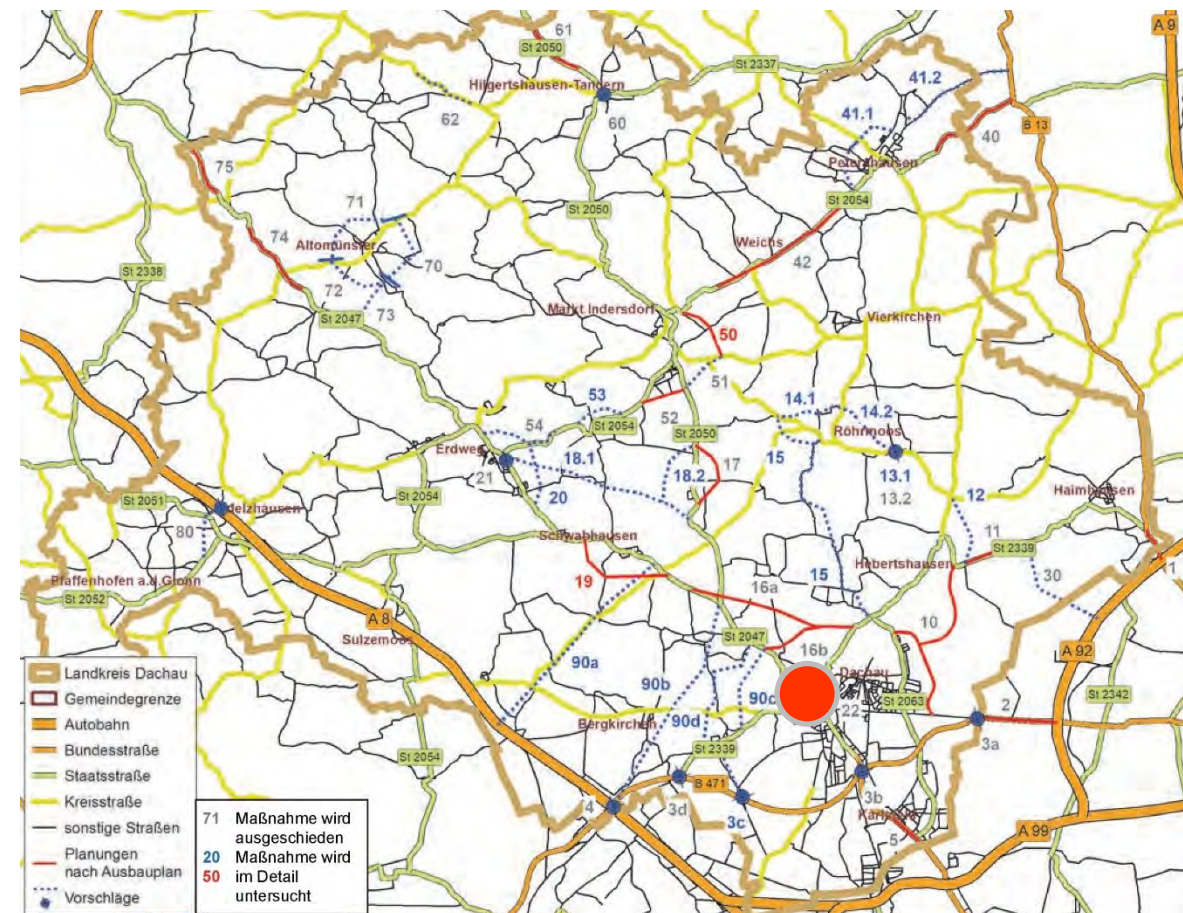 61
St 2050
A 9
St 2337
41.2
Hilgertshausen-Tandern
62
60
41.1
B 13
40
Petershausen
75
St 2054
71
St 2050
74
Altomünster
Weichs
70
42
St 2338
72
73
Markt Indersdorf
St 2047
Vierkirchen
50
51
53
14.1
14.2
52
54
St 2054
Röhrmoos
St 2050
Erdweg
18.1
15
17
21
18.2
13.1
20
13.2
12
Haimhausen
St 2054
St 2051
80
11
Schwabhausen
St 2339
1
Hebertshausen
30
19
15
16a
Pfaffenhofen a.d.Glonn
St 2052
A 8
10
Sulzemoos
St 2047
16b
A 92
90a
Dachau
90b
90c
22
St 2063
St 2342
2
Bergkirchen
90d
3a
St 2339
St 2054
B 471
4
3d
3b
3c
A 99
5
Landkreis Dachau
Gemeindegrenze
Autobahn
Bundesstraße
Staatsstraße
Kreisstraße
sonstige Straßen
Planungen
nach Ausbauplan
Vorschläge
71 Maßnahme wird
ausgeschieden
20 Maßnahme wird
50 im Detail
untersucht